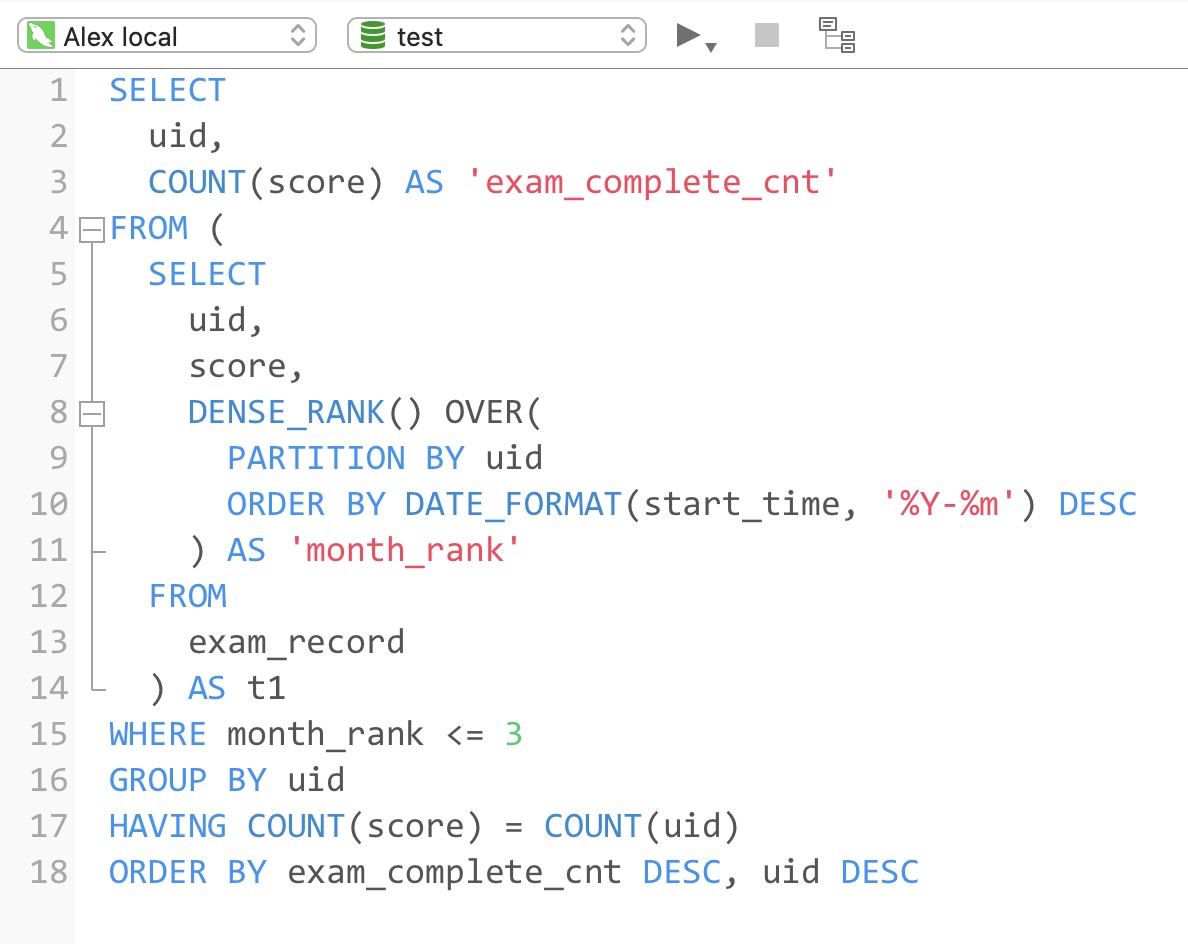 Alex local test
1 SELECT
2 uid,
3 COUNT(score) AS 'exam_complete_cnt'
4 FROM (
5 SELECT
6 uid,
7 score,
8 DENSE_RANK() OVER(
9 PARTITION BY uid
10 ORDER BY DATE_FORMAT(start_time, '%Y-%m') DESC
11 ) AS 'month_rank'
12 FROM
13 exam_record
14 ) AS t1
15 WHERE month_rank <= 3
16 GROUP BY uid
17 HAVING COUNT(score) = COUNT(uid)
18 ORDER BY exam_complete_cnt DESC, uid DESC